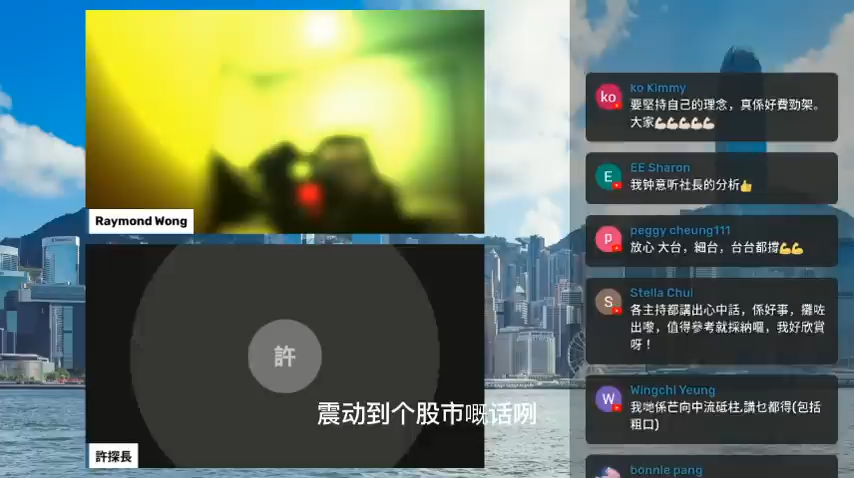 Raymond Wong
許
震动到个股市嘅话咧
許探長
ko Kimmy
要堅持自己的理念，真係好費勁架。
大家💪🏻💪🏻💪🏻💪🏻💪🏻
EE Sharon
我钟意听社長的分析👍
peggy cheung111
放心 大台，細台，台台都撐💪💪
Stella Chui
各主持都講出心中話，係好事，攤咗
出嚟，值得參考就採納囉，我好欣賞
呀！
Wingchi Yeung
我哋係芒向中流砥柱,講乜都得(包括
粗口)
bonnie pang